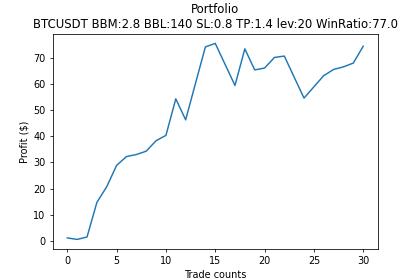 Portfolio
BTCUSDT BBM:2.8 BBL:140 SL:0.8 TP:1.4 lev:20 WinRatio:77.0
70
60
50
40
30
20
10
0
Profit ($)
0 5 10 15 20 25 30
Trade counts